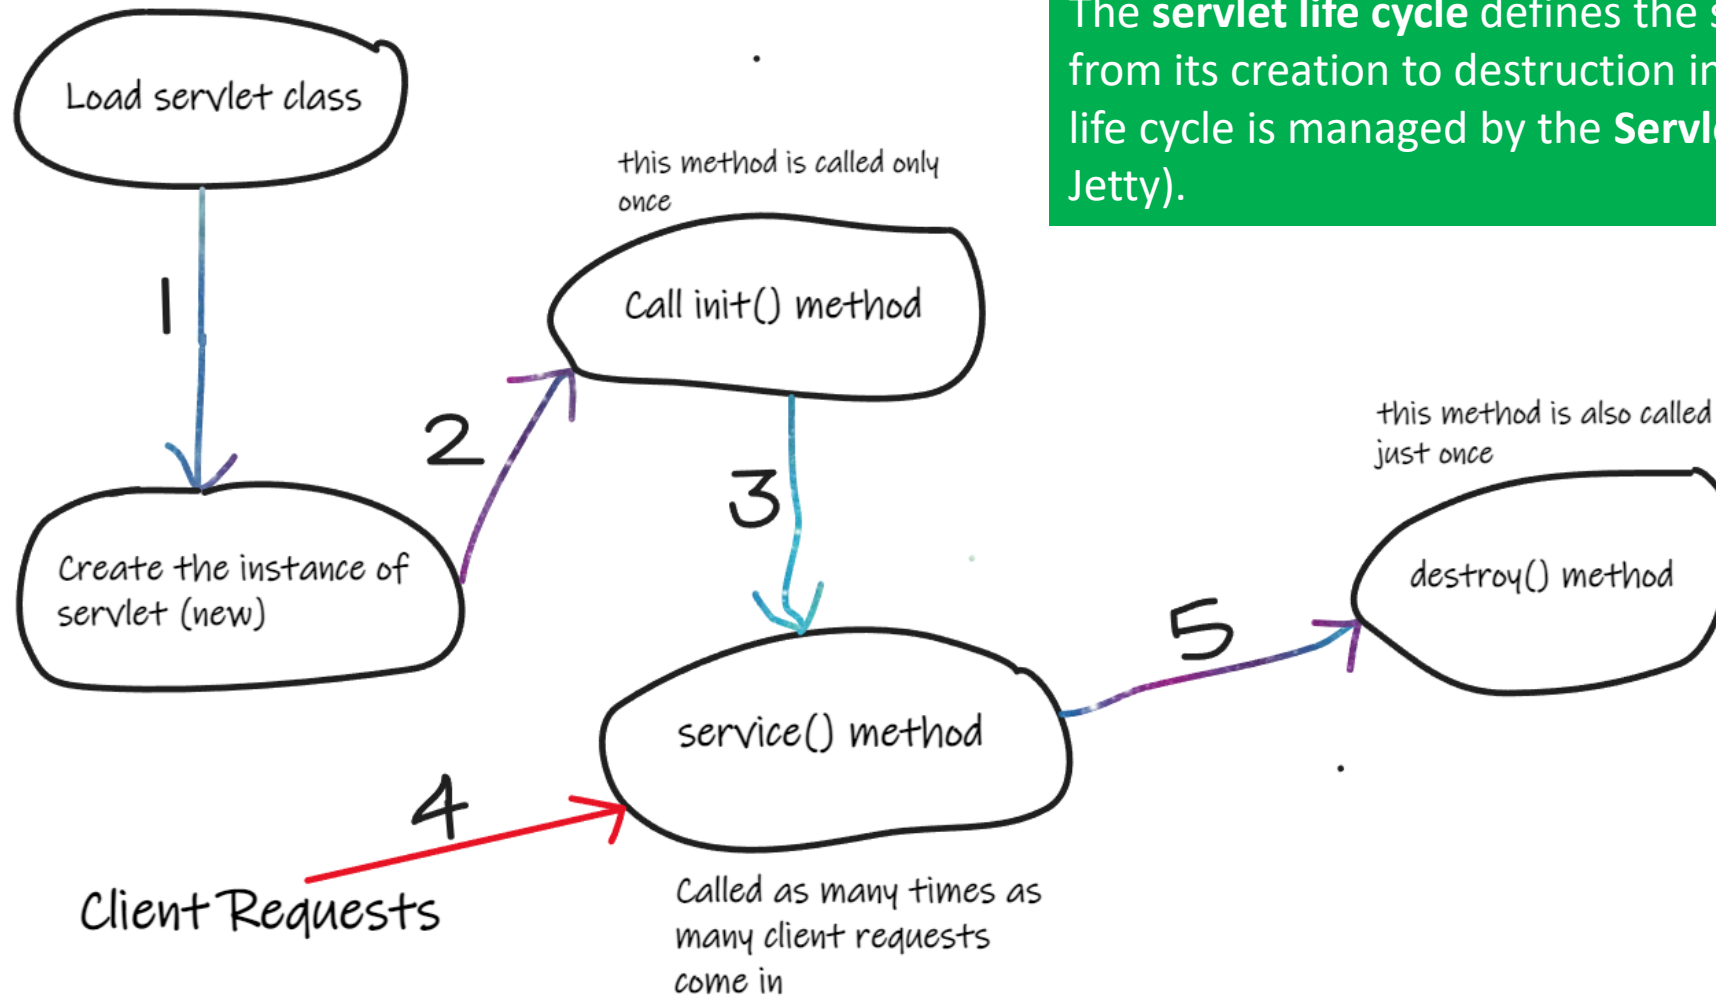 Load servlet class
The servlet life cycle defines the
from its creation to destruction
life cycle is managed by the
Jetty).
this method is called only
once
1
Call init() method
2
3
this method is also called
just once
Create the instance of
servlet (new)
destroy() method
5
service() method
4
Client Requests
Called as many times as
many client requests
come in